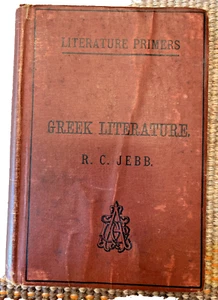 LITERATURE PRIMERS
GREEK LITERATURE.
R. C. JEBB.